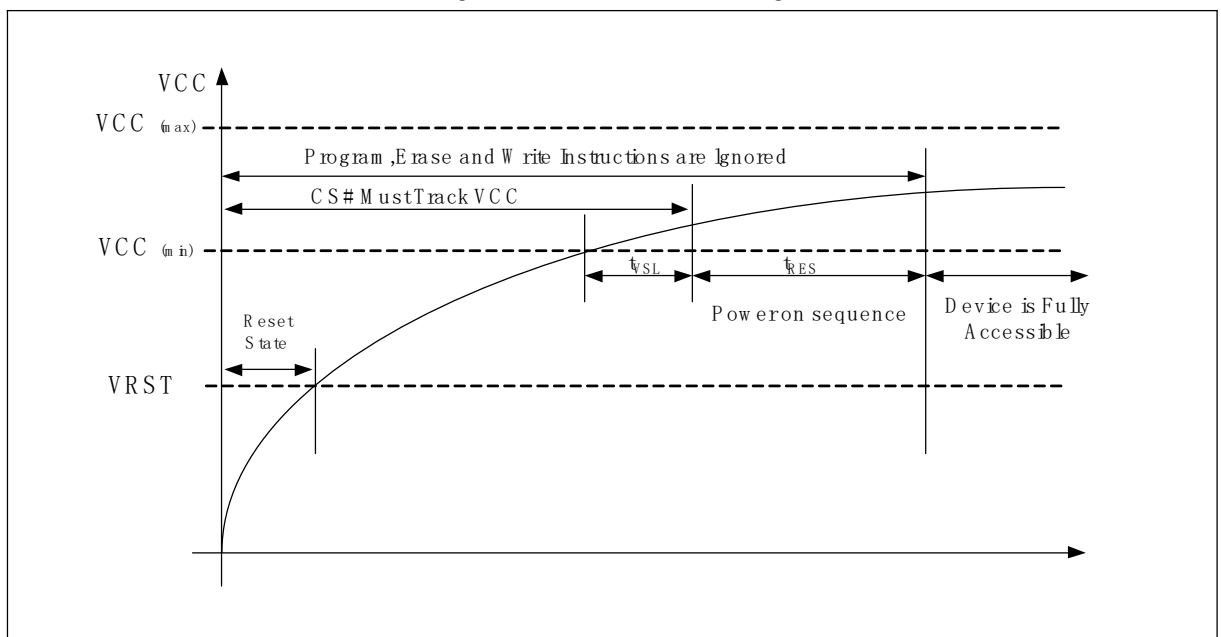 VCC
VCC (max)
Program,Erase and Write Instructions are Ignored
CS# Must Track VCC
VCC (min)
tVSL
tRES
Power on sequence
Device is Fully
Accessible
Reset
State
VRST